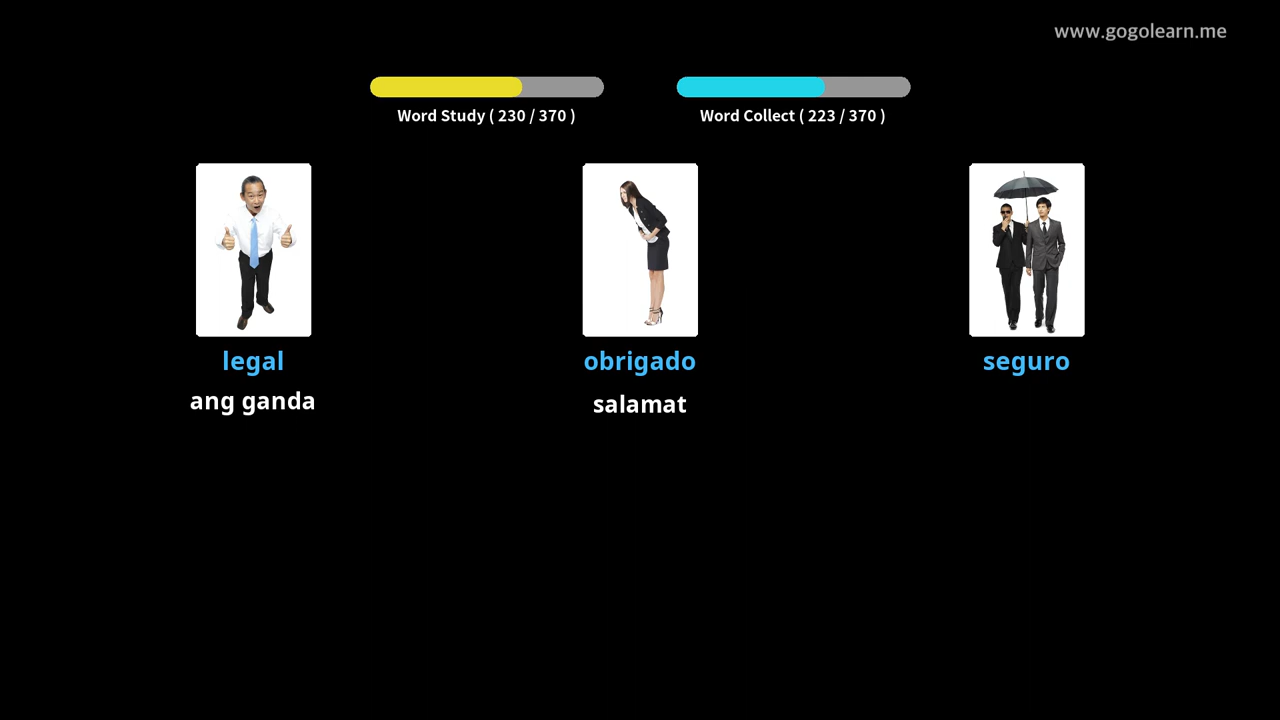 www.gogolearn.me
Word Study ( 230 / 370 )
Word Collect ( 223 / 370 )
legal
obrigado
seguro
ang ganda
salamat